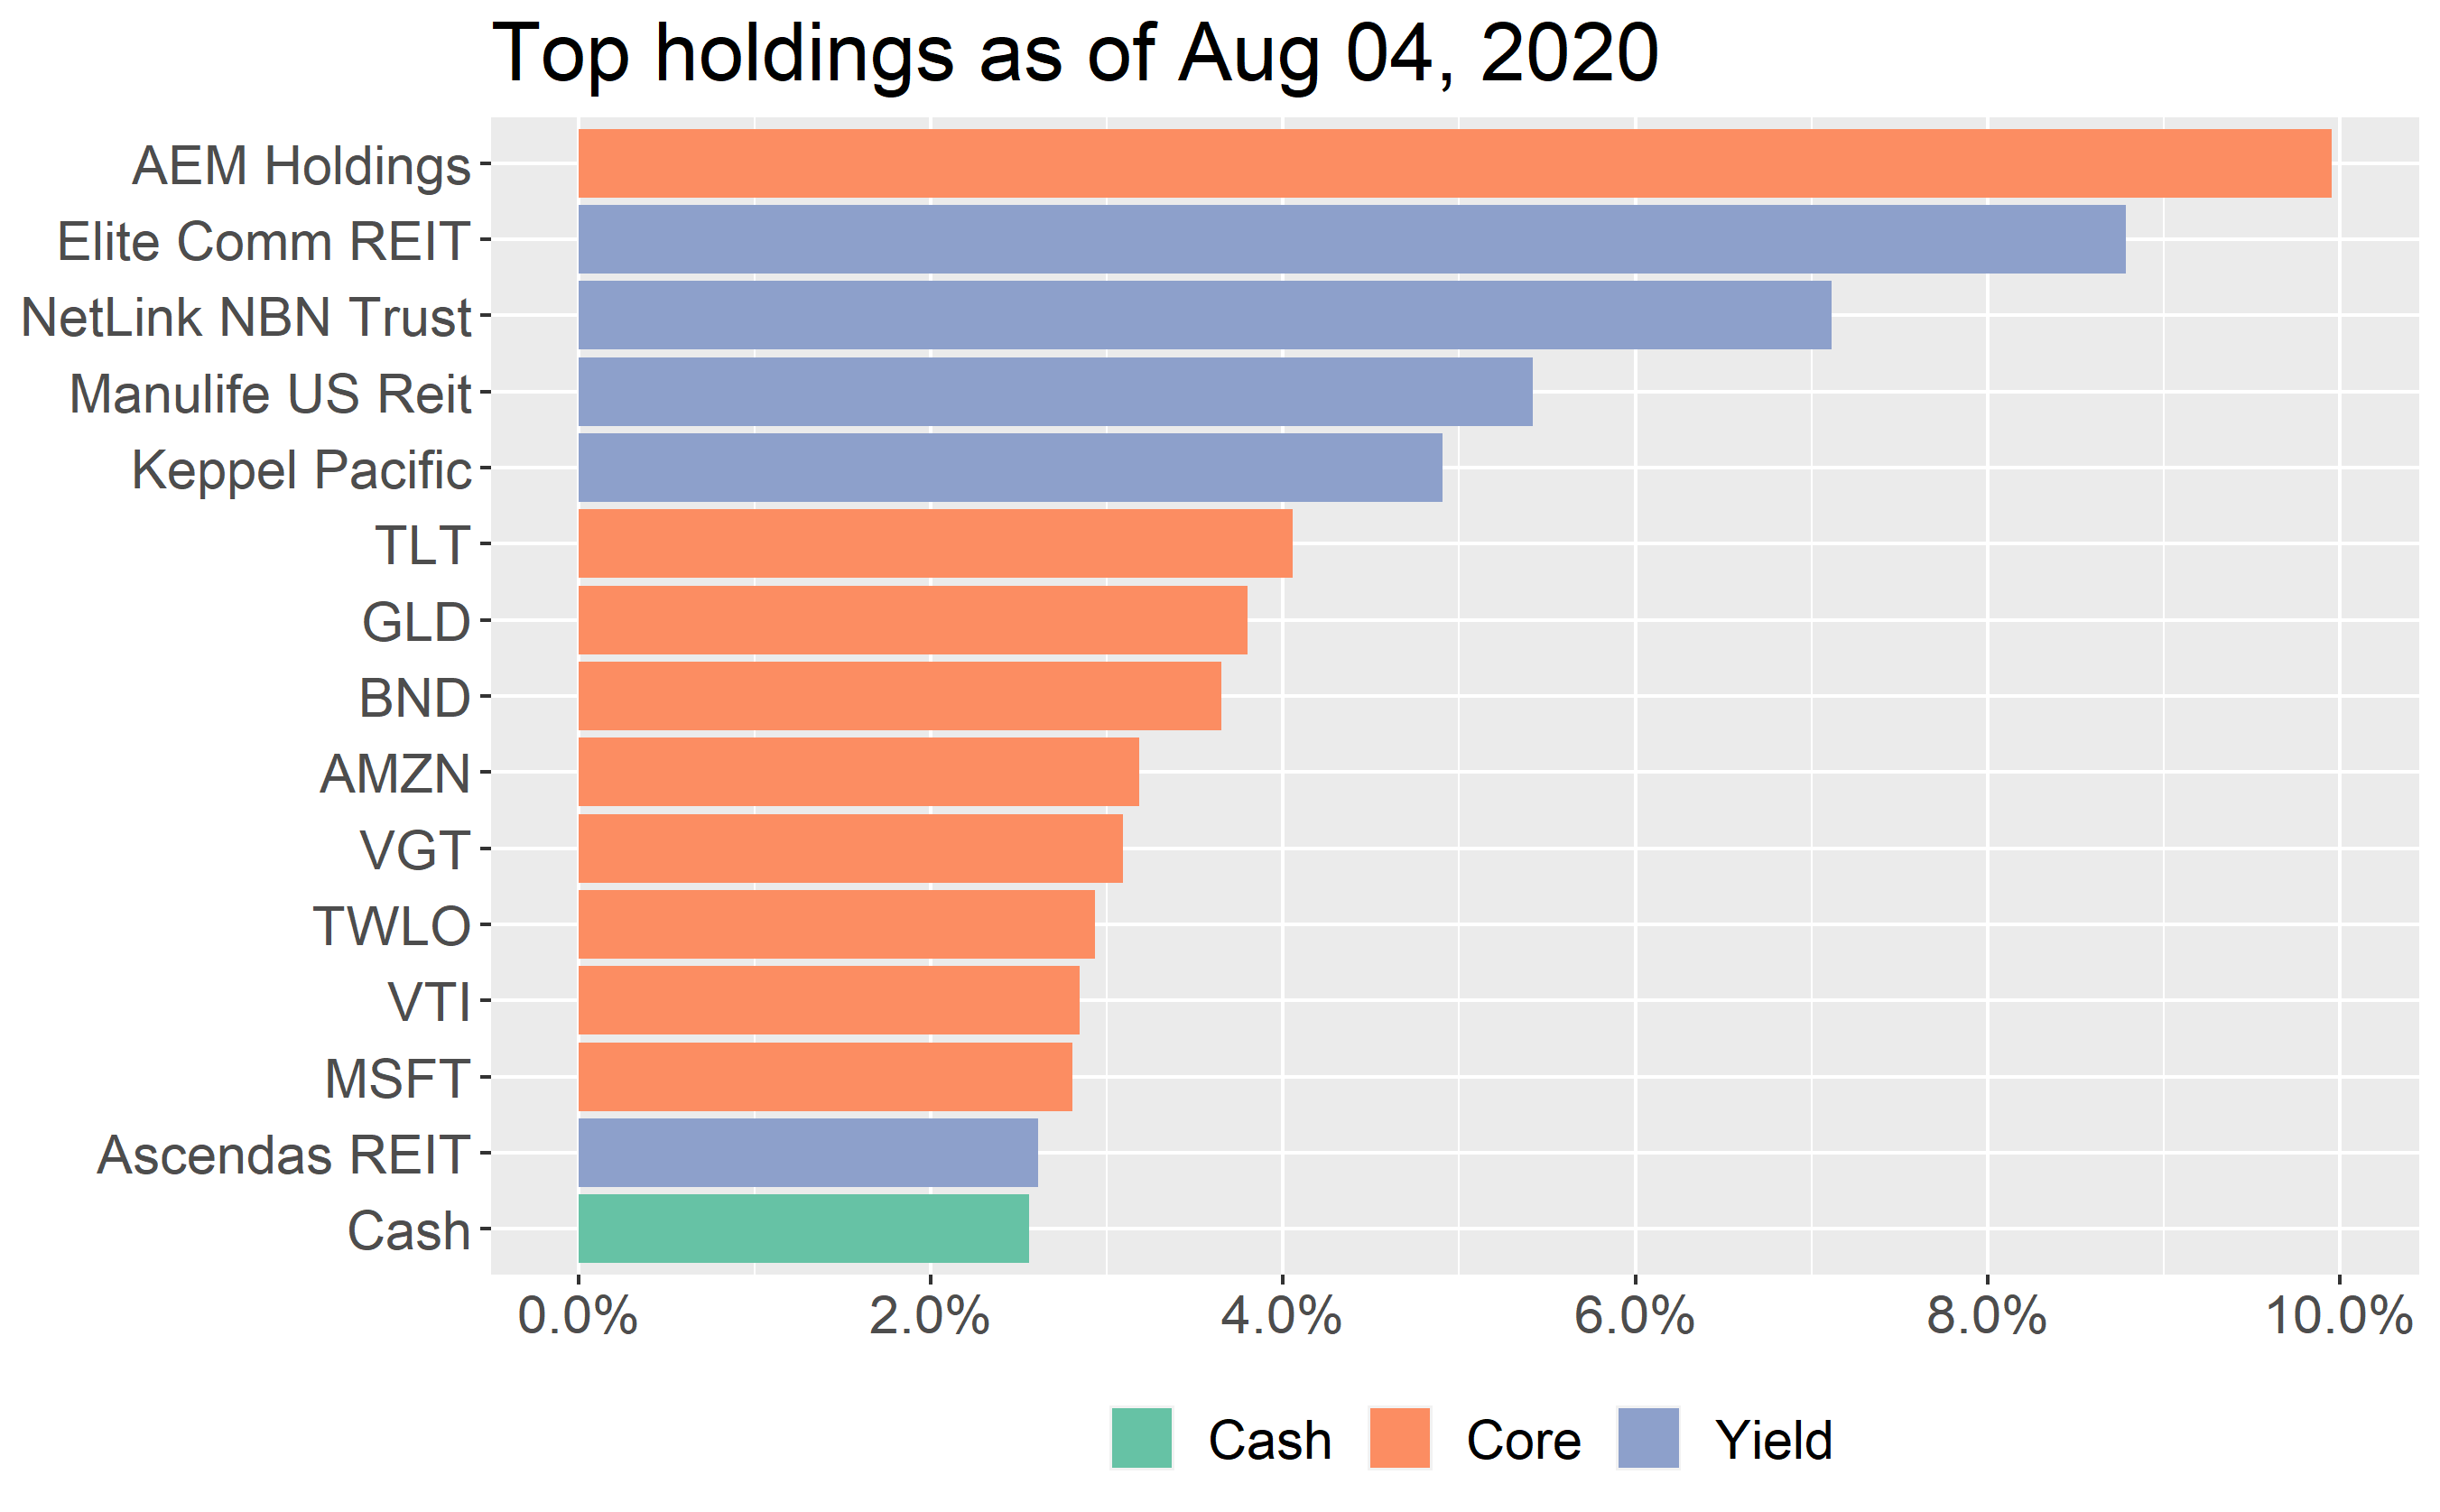 Top holdings as of Aug 04, 2020
AEM Holdings
Elite Comm REIT
NetLink NBN Trust
Manulife US Reit
Keppel Pacific
TLT
GLD
BND
AMZN
VGT
TWLO
VTI
MSFT
Ascendas REIT
Cash
0.0% 2.0% 4.0% 6.0% 8.0% 10.0%
Cash Core Yield